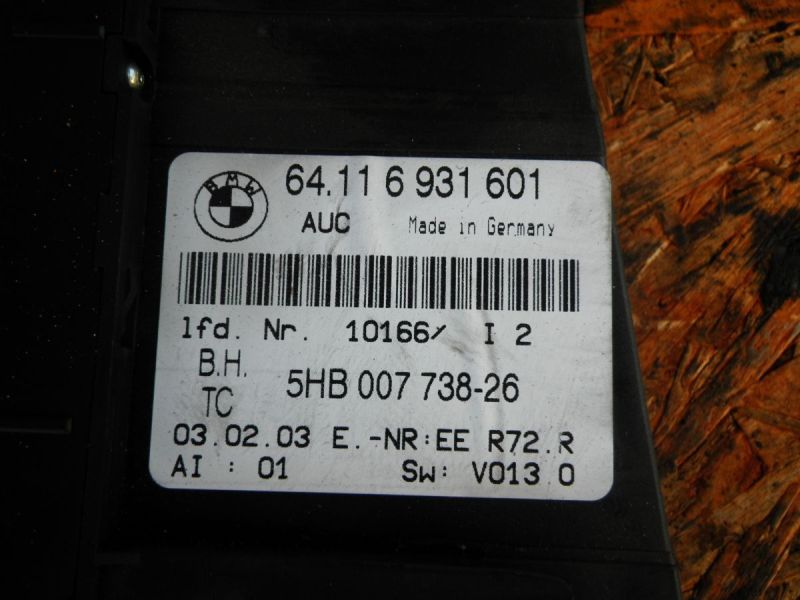 BMW
64.11 6 931 601
AUC Made in Germany
lfd. Nr. 10166/ I 2
B.H.
TC 5HB 007 738-26
03.02.03 E.-NR:EE R72.R
AI : 01 Sw: V013 0